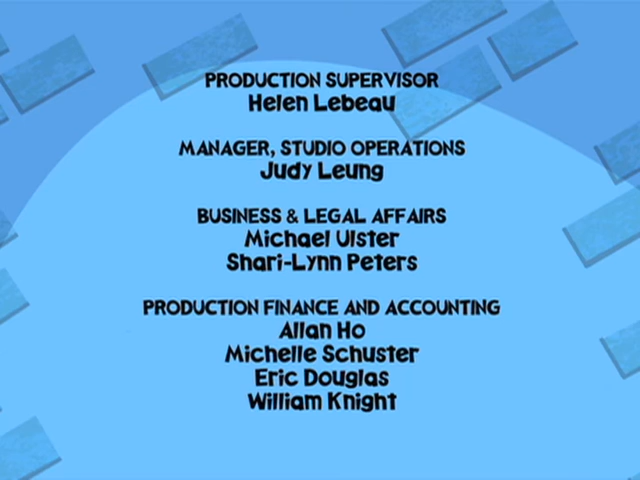 PRODUCTION SUPERVISOR
Helen Lebeau
MANAGER, STUDIO OPERATIONS
Judy Leung
BUSINESS & LEGAL AFFAIRS
Michael Ulster
Shari-Lynn Peters
PRODUCTION FINANCE AND ACCOUNTING
Allan Ho
Michelle Schuster
Eric Douglas
William Knight